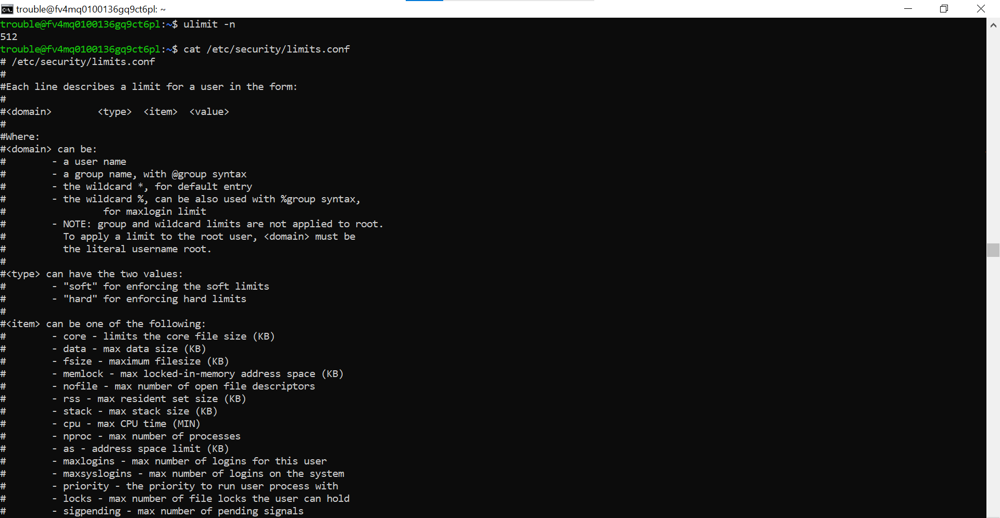 trouble@fv4mq0100136gq9ct6pl: ~
trouble@fv4mq0100136gq9ct6pl:~$ ulimit -n
512
trouble@fv4mq0100136gq9ct6pl:~$ cat /etc/security/limits.conf
# /etc/security/limits.conf
#
#Each line describes a limit for a user in the form:
#
#<domain>        <type>  <item>  <value>
#
#Where:
#<domain> can be:
#        - a user name
#        - a group name, with @group syntax
#        - the wildcard *, for default entry
#        - the wildcard %, can be also used with %group syntax,
#                 for maxlogin limit
#        - NOTE: group and wildcard limits are not applied to root.
#          To apply a limit to the root user, <domain> must be
#          the literal username root.
#
#<type> can have the two values:
#        - "soft" for enforcing the soft limits
#        - "hard" for enforcing hard limits
#
#<item> can be one of the following:
#        - core - limits the core file size (KB)
#        - data - max data size (KB)
#        - fsize - maximum filesize (KB)
#        - memlock - max locked-in-memory address space (KB)
#        - nofile - max number of open file descriptors
#        - rss - max resident set size (KB)
#        - stack - max stack size (KB)
#        - cpu - max CPU time (MIN)
#        - nproc - max number of processes
#        - as - address space limit (KB)
#        - maxlogins - max number of logins for this user
#        - maxsyslogins - max number of logins on the system
#        - priority - the priority to run user process with
#        - locks - max number of file locks the user can hold
#        - sigpending - max number of pending signals